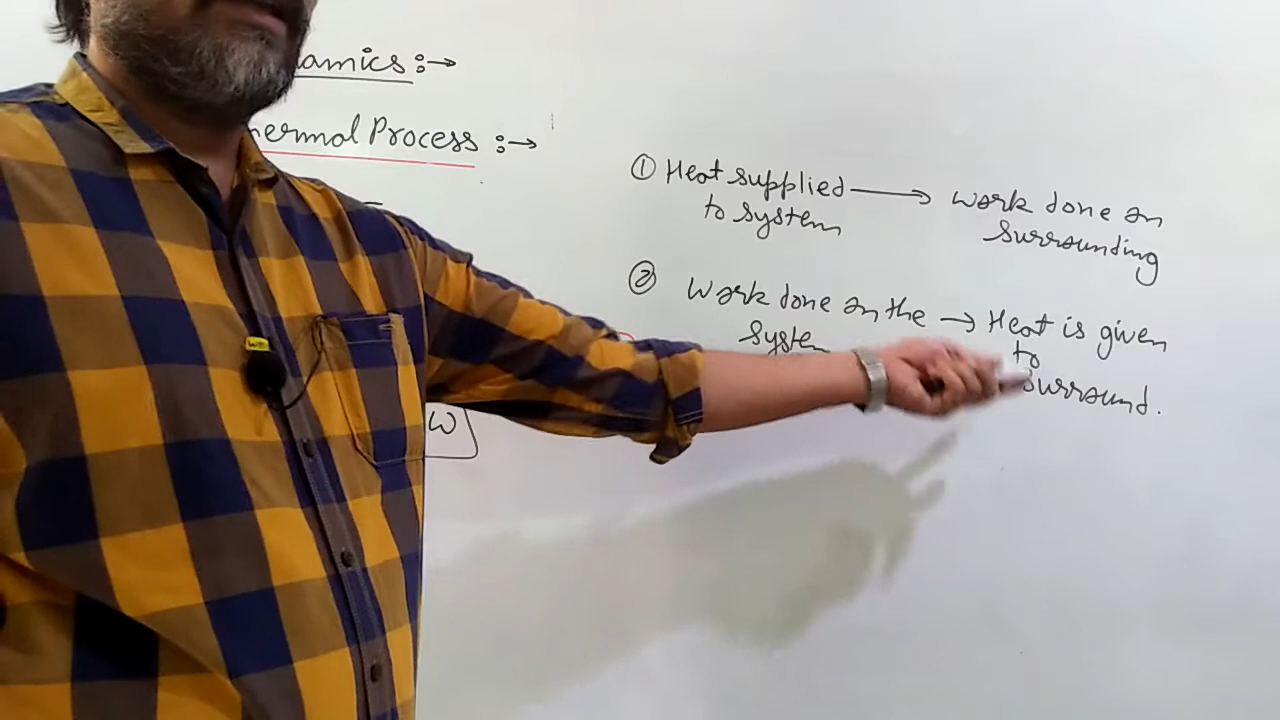 amics :→
hermal Process :→
① Heat supplied → work done on
to system surrounding
② Work done on the → Heat is given
system to
surround.
W